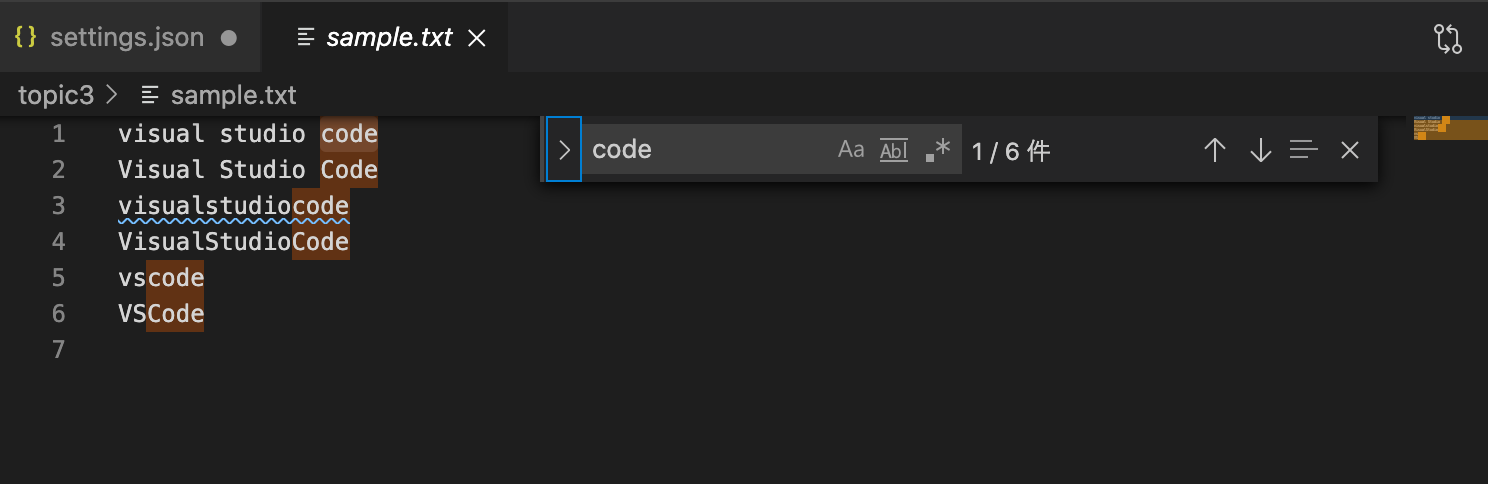 {} settings.json
sample.txt
topic3 > sample.txt
1 visual studio code
2 Visual Studio Code
3 visualstudiocode
4 VisualStudioCode
5 vscode
6 VSCode
7
code Aa Abl .* 1 / 6 件